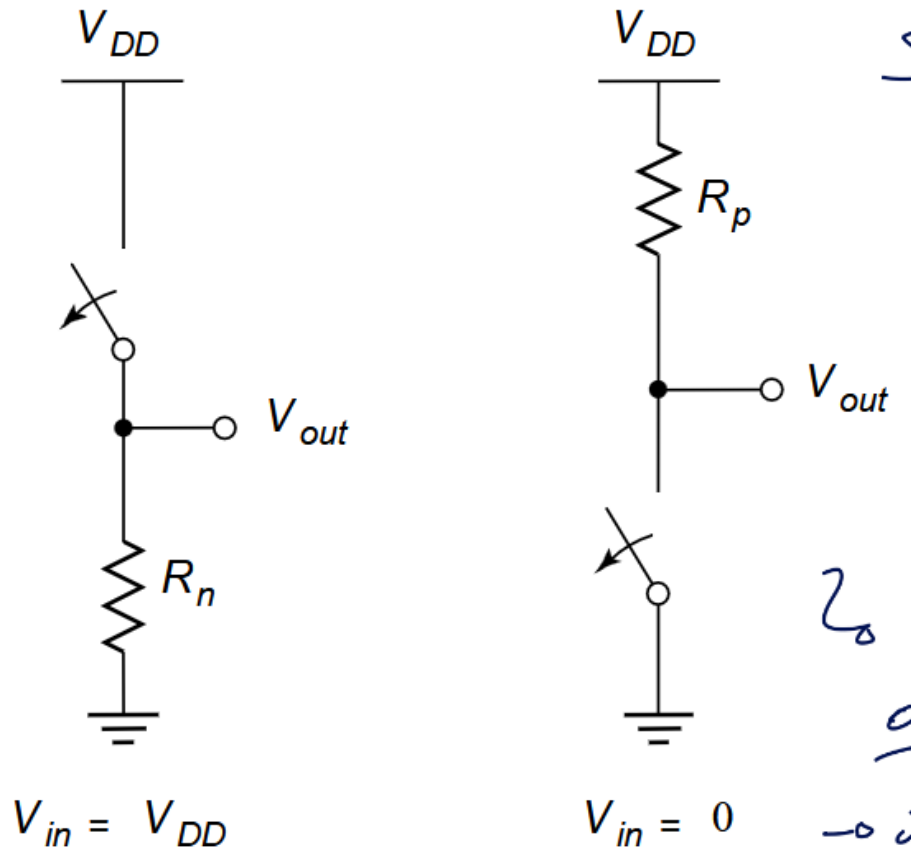 V_DD V_DD
R_p
V_out
V_out
R_n
V_in = V_DD V_in = 0